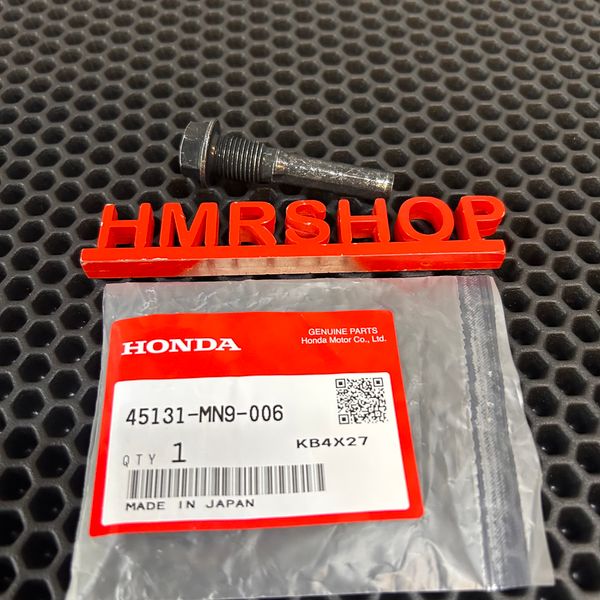 HMRSHOP
GENUINE PARTS
HONDA
Honda Motor Co., Ltd.
45131-MN9-006
KB4X27
QTY 1
MADE IN JAPAN